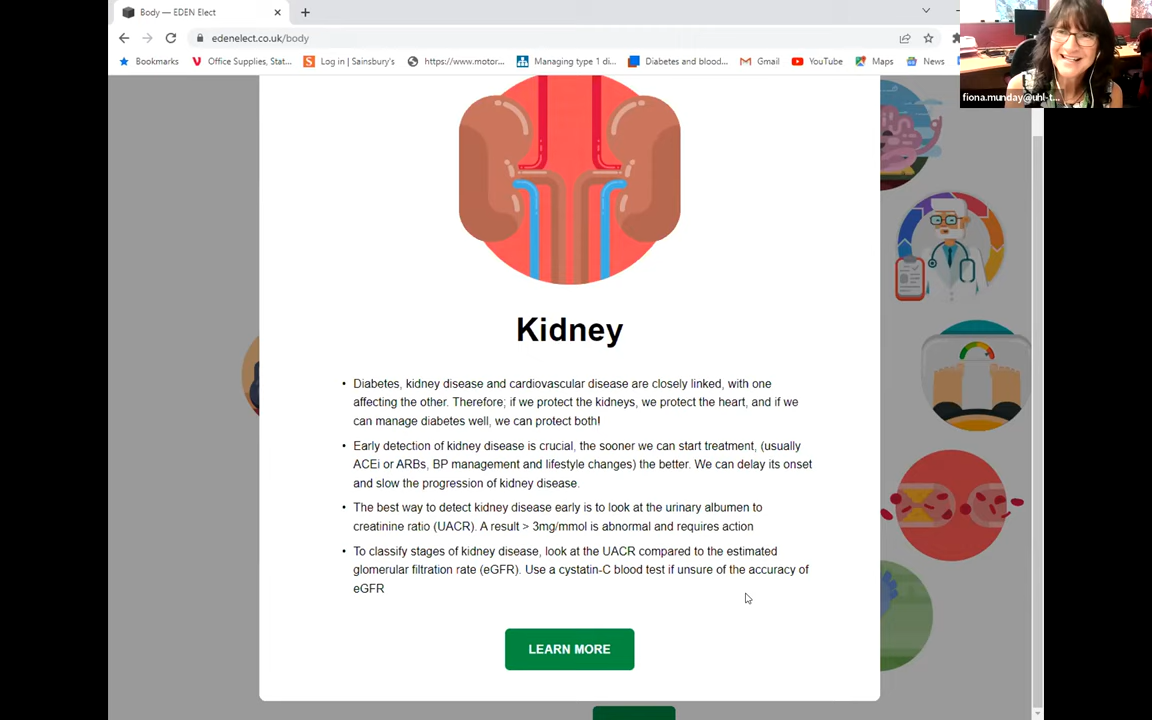 Body — EDEN Elect
edenelect.co.uk/body
Bookmarks
Office Supplies, Stat...
Log in | Sainsbury's
https://www.motor...
Managing type 1 di...
Diabetes and blood...
Gmail
YouTube
Maps
News
fiona.munday@uhl-t...
Kidney
• Diabetes, kidney disease and cardiovascular disease are closely linked, with one
affecting the other. Therefore; if we protect the kidneys, we protect the heart, and if we
can manage diabetes well, we can protect both!
• Early detection of kidney disease is crucial, the sooner we can start treatment, (usually
ACEi or ARBs, BP management and lifestyle changes) the better. We can delay its onset
and slow the progression of kidney disease.
• The best way to detect kidney disease early is to look at the urinary albumen to
creatinine ratio (UACR). A result > 3mg/mmol is abnormal and requires action
• To classify stages of kidney disease, look at the UACR compared to the estimated
glomerular filtration rate (eGFR). Use a cystatin-C blood test if unsure of the accuracy of
eGFR
LEARN MORE